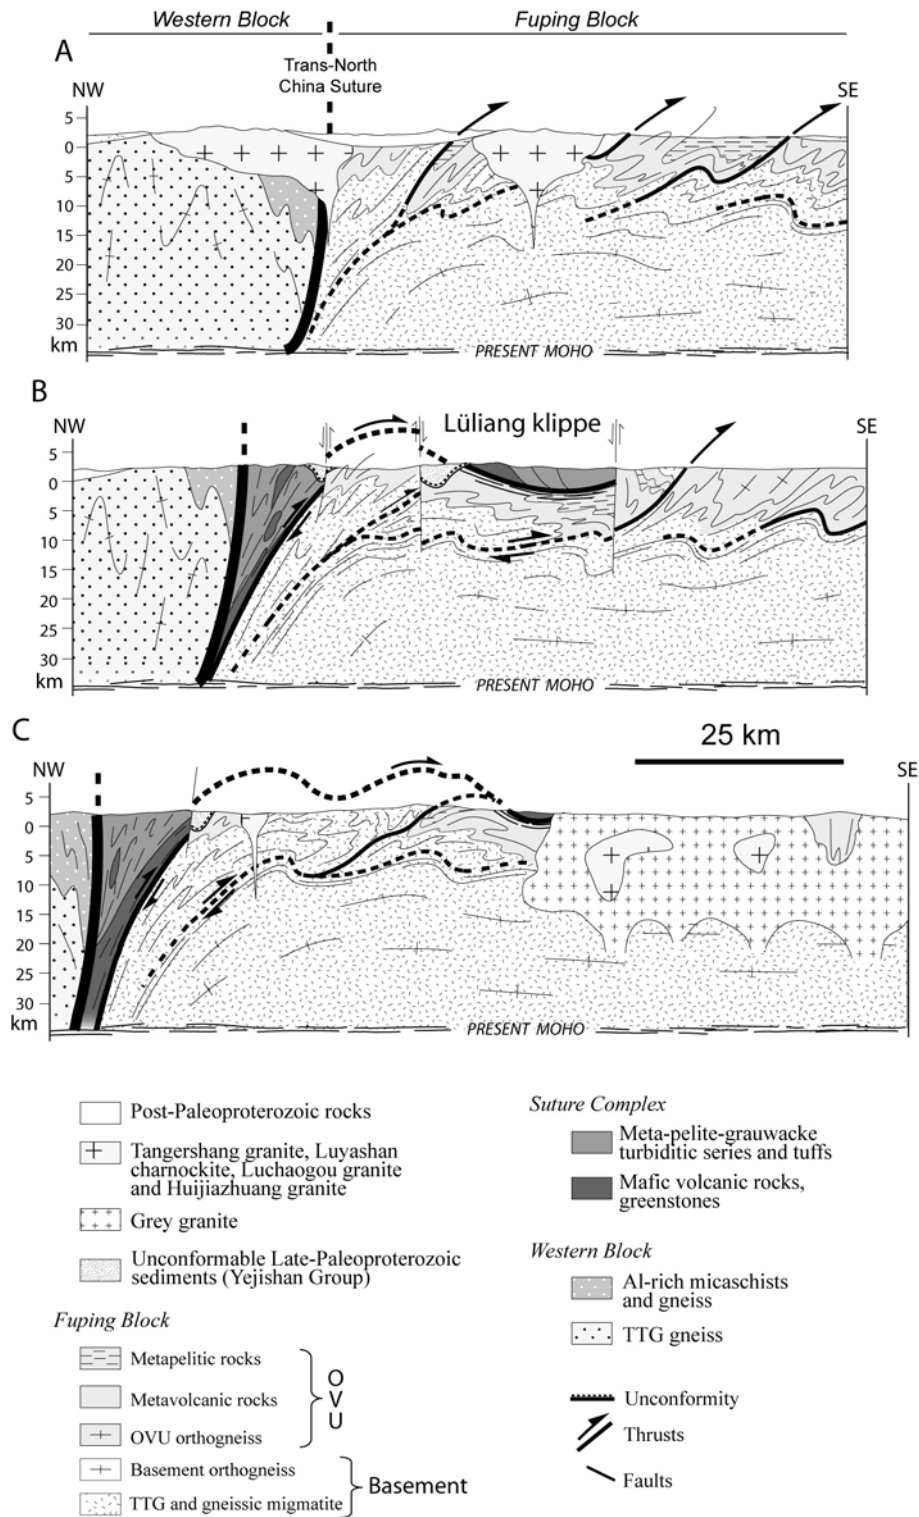 Western Block
Fuping Block
A
Trans-North
China Suture
NW
SE
5
0
5
10
15
20
25
30
km
PRESENT MOHO
B
NW
Lüliang klippe
SE
5
0
5
10
15
20
25
30
km
PRESENT MOHO
C
25 km
NW
SE
5
0
5
10
15
20
25
30
km
PRESENT MOHO
Post-Paleoproterozoic rocks
Tangershang granite, Luyashan
charnockite, Luchaogou granite
and Huijiazhuang granite
Grey granite
Unconformable Late-Paleoproterozoic
sediments (Yejishan Group)
Fuping Block
Metapelitic rocks
Metavolcanic rocks
OVU orthogneiss
O
V
U
Basement orthogneiss
TTG and gneissic migmatite
Basement
Suture Complex
Meta-pelite-grauwacke
turbiditic series and tuffs
Mafic volcanic rocks,
greenstones
Western Block
Al-rich micaschists
and gneiss
TTG gneiss
Unconformity
Thrusts
Faults